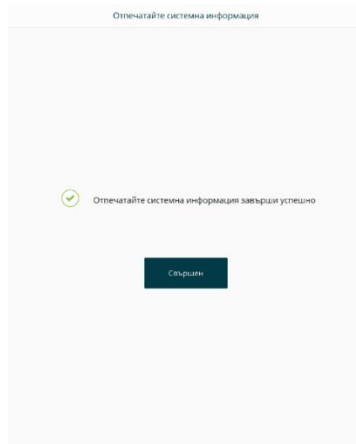 Отпечатайте системна информация
Отпечатайте системна информация завърши успешно
Свършен